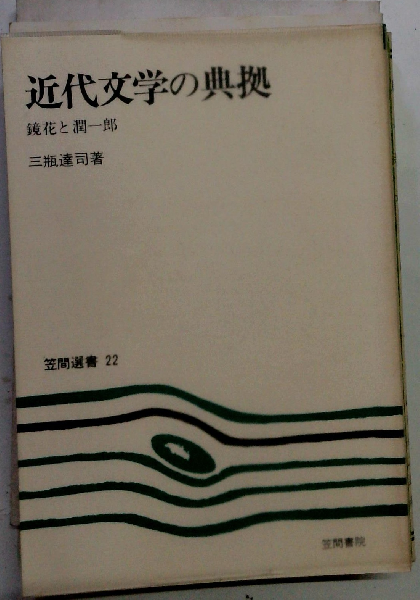 近代文学の典拠
鏡花と潤一郎
三瓶達司著
笠間選書 22
笠間書院